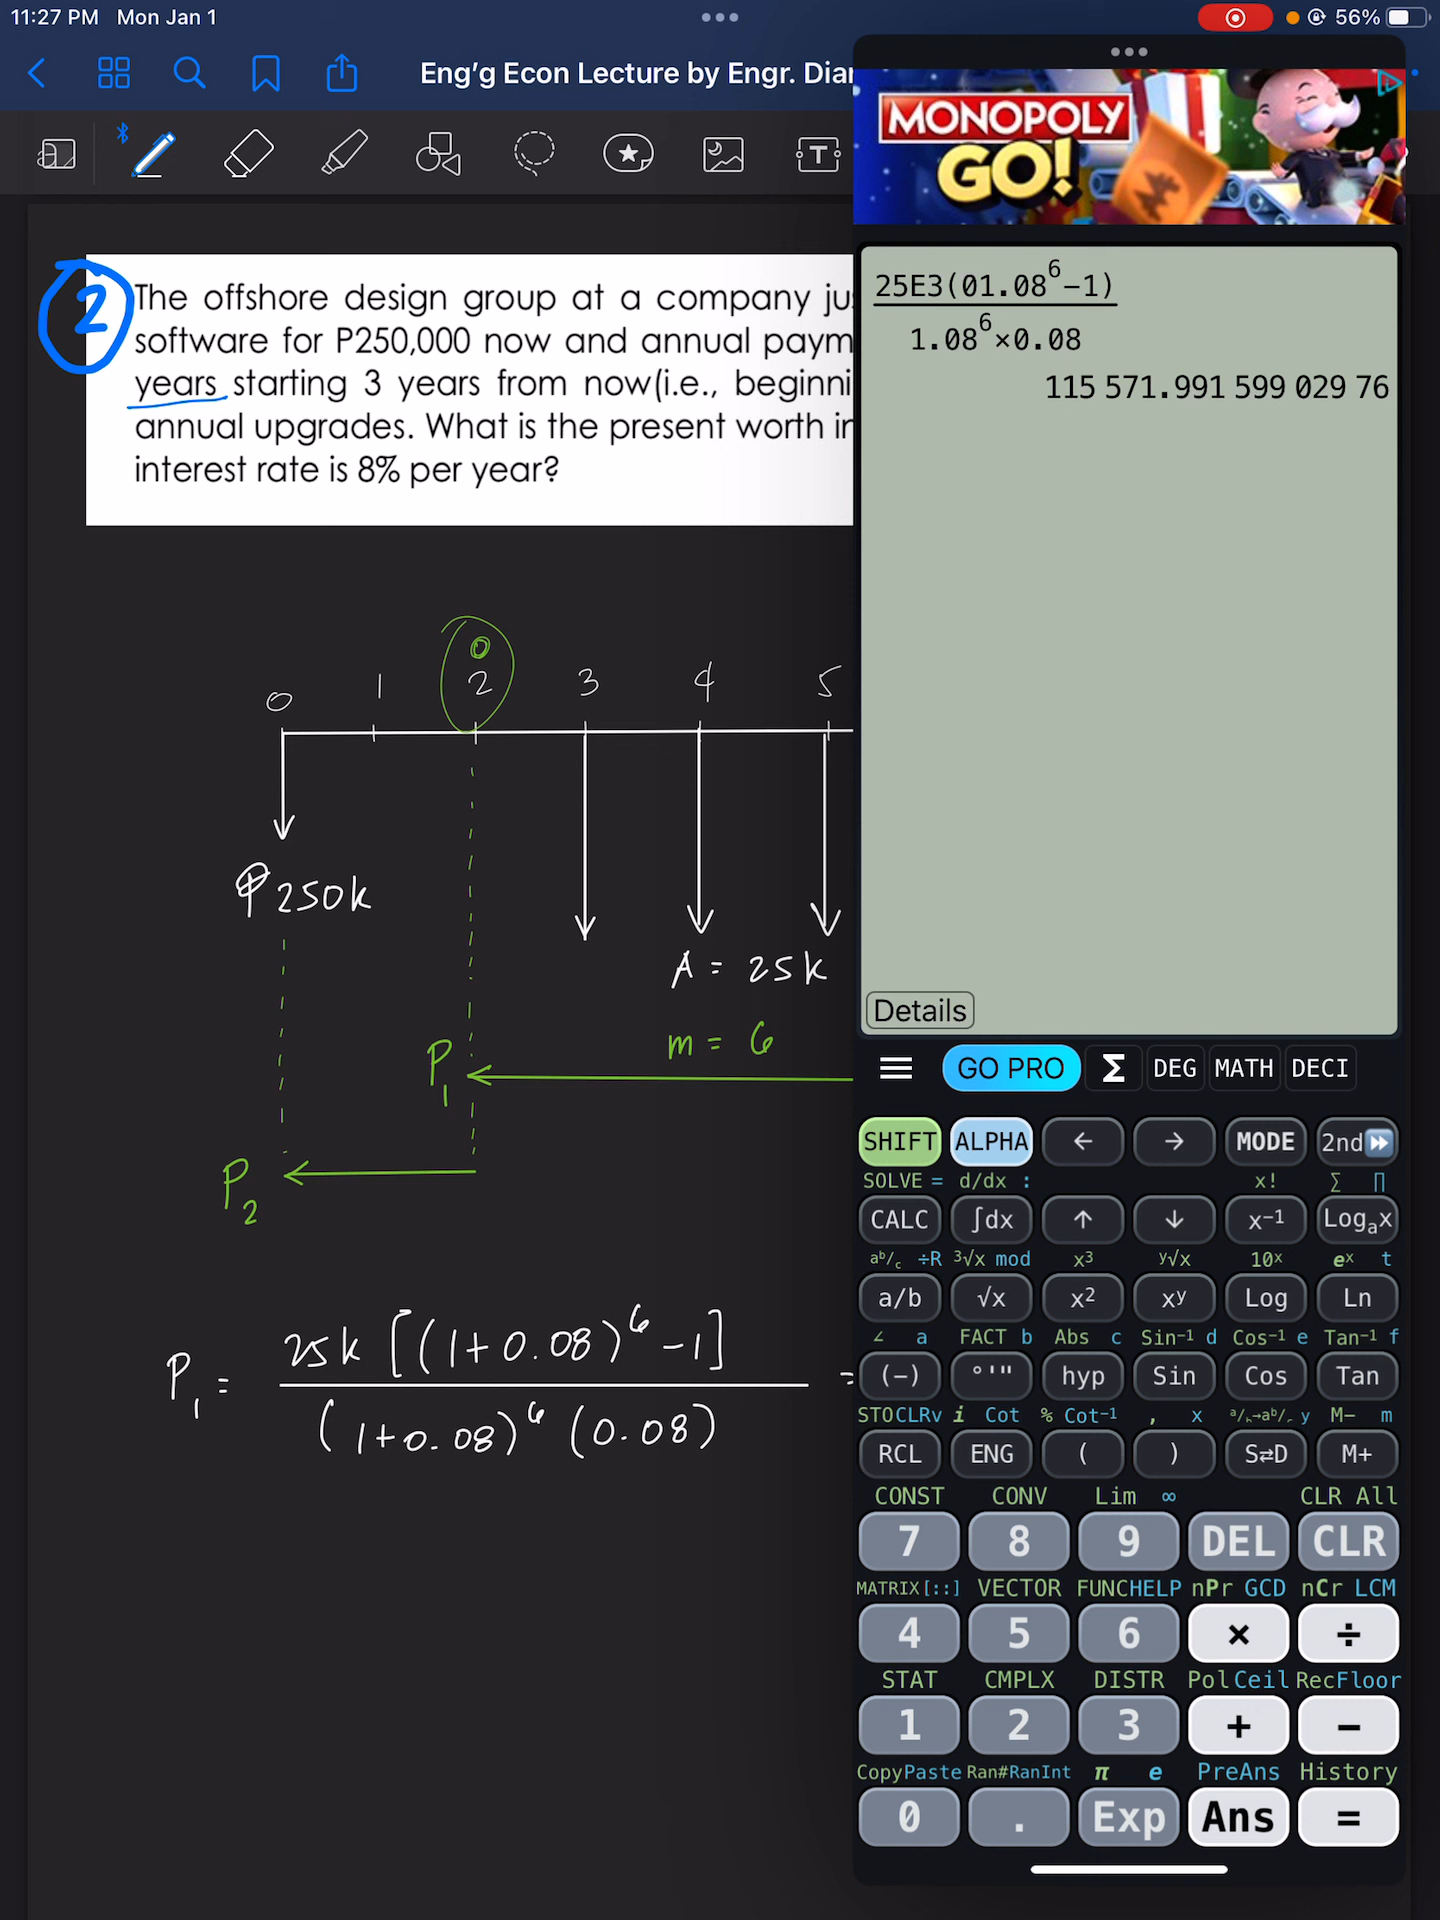 11:27 PM Mon Jan 1
56%
Eng'g Econ Lecture by Engr. Diar
MONOPOLY
GO!
2
The offshore design group at a company ju
software for P250,000 now and annual paym
years starting 3 years from now(i.e., beginni
annual upgrades. What is the present worth
interest rate is 8% per year?
25E3(01.08⁶−1)
1.08⁶×0.08
115 571.991 599 029 76
0
0 1 2 3 4 5
₱250k
A = 25k
m = 6
P₁
P₂
P₁ = 25k [(1+0.08)⁶ −1] =
(1+0.08)⁶ (0.08)
Details
GO PRO Σ DEG MATH DECI
SHIFT ALPHA ← → MODE 2nd
SOLVE = d/dx : x! ∑ ∏
CALC ∫dx ↑ ↓ x⁻¹ Logₐx
aᵇ/c ÷R ³√x mod x³ ʸ√x 10ˣ eˣ t
a/b √x x² xʸ Log Ln
∠ a FACT b Abs c Sin⁻¹ d Cos⁻¹ e Tan⁻¹ f
(−) °'" hyp Sin Cos Tan
STO CLRv i Cot % Cot⁻¹ , x y M− m
RCL ENG ( ) S⇄D M+
CONST CONV Lim ∞ CLR All
7 8 9 DEL CLR
MATRIX [::] VECTOR FUNC HELP nPr GCD nCr LCM
4 5 6 × ÷
STAT CMPLX DISTR Pol Ceil Rec Floor
1 2 3 + −
Copy Paste Ran# RanInt π e PreAns History
0 . Exp Ans =